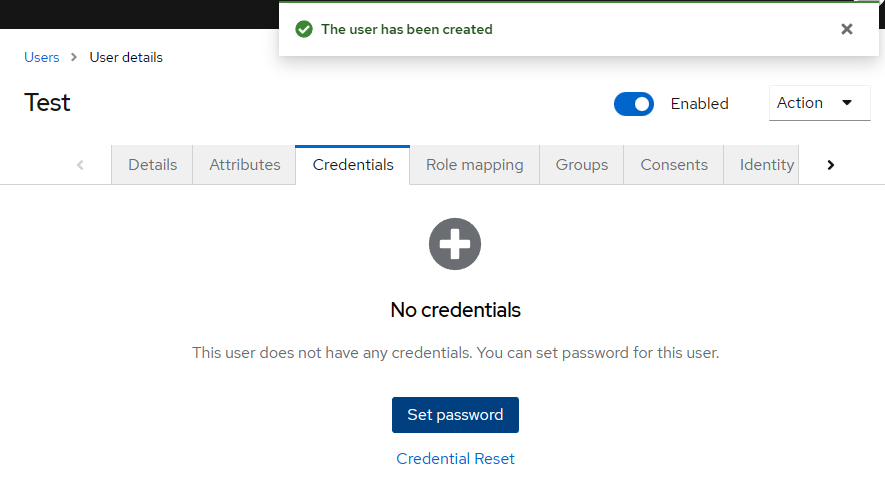 The user has been created
Users > User details
Test
Enabled
Action
Details Attributes Credentials Role mapping Groups Consents Identity
No credentials
This user does not have any credentials. You can set password for this user.
Set password
Credential Reset